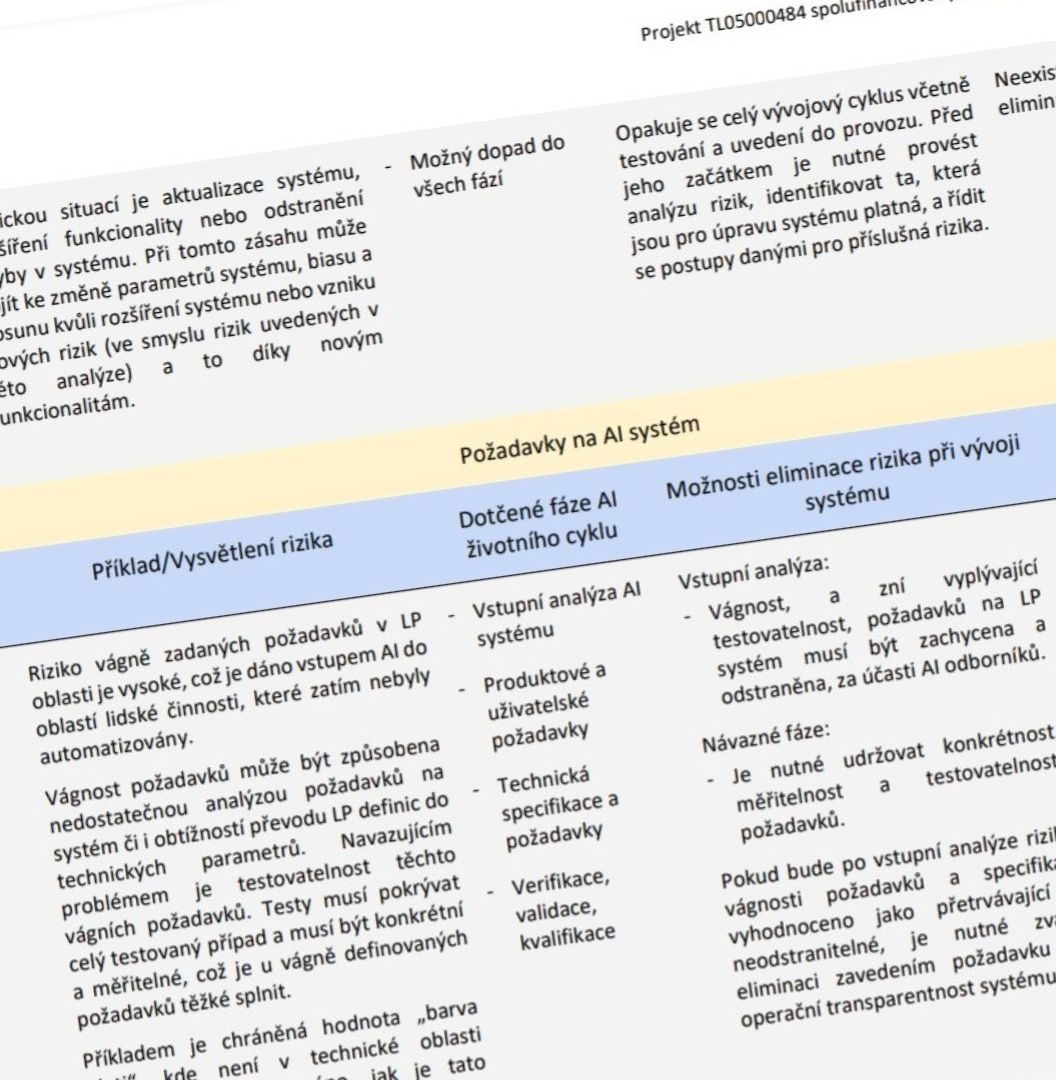 Projekt TL05000484
ickou situací je aktualizace systému,
šíření funkcionality nebo odstranění
yby v systému. Při tomto zásahu může
jít ke změně parametrů systému, biasu a
osunu kvůli rozšíření systému nebo vzniku
ových rizik (ve smyslu rizik uvedených v
éto analýze) a to díky novým
unkcionalitám.
- Možný dopad do
všech fází
Opakuje se celý vývojový cyklus včetně
testování a uvedení do provozu. Před
jeho začátkem je nutné provést
analýzu rizik, identifikovat ta, která
jsou pro úpravu systému platná, a řídit
se postupy danými pro příslušná rizika.
Neexis
elimin
Požadavky na AI systém
Příklad/Vysvětlení rizika
Dotčené fáze AI
životního cyklu
Možnosti eliminace rizika při vývoji
systému
Riziko vágně zadaných požadavků v LP
oblasti je vysoké, což je dáno vstupem AI do
oblastí lidské činnosti, které zatím nebyly
automatizovány.
Vágnost požadavků může být způsobena
nedostatečnou analýzou požadavků na
systém či i obtížností převodu LP definic do
technických parametrů. Navazujícím
problémem je testovatelnost těchto
vágních požadavků. Testy musí pokrývat
celý testovaný případ a musí být konkrétní
a měřitelné, což je u vágně definovaných
požadavků těžké splnit.
Příkladem je chráněná hodnota „barva
kde není v technické oblasti
jak je tato
- Vstupní analýza AI
systému
- Produktové a
uživatelské
požadavky
- Technická
specifikace a
požadavky
- Verifikace,
validace,
kvalifikace
Vstupní analýza:
- Vágnost, a zní vyplývající
testovatelnost, požadavků na LP
systém musí být zachycena a
odstraněna, za účasti AI odborníků.
Návazné fáze:
- Je nutné udržovat konkrétnost
měřitelnost a testovatelnost
požadavků.
Pokud bude po vstupní analýze rizik
vágnosti požadavků a specifika
vyhodnoceno jako přetrvávající
neodstranitelné, je nutné zva
eliminaci zavedením požadavku
operační transparentnost systému